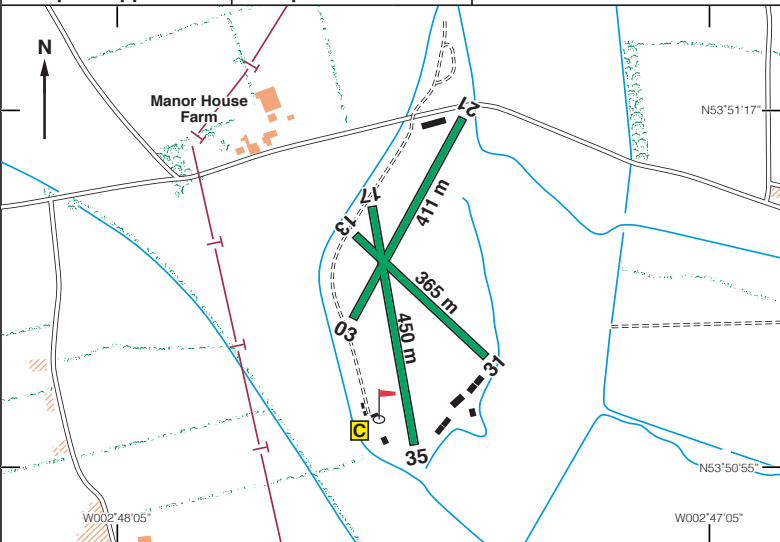 N
Manor House
Farm
N53°51'17"
21
17
13
411 m
365 m
03
450 m
31
C
35
N53°50'55"
W002°48'05"
W002°47'05"